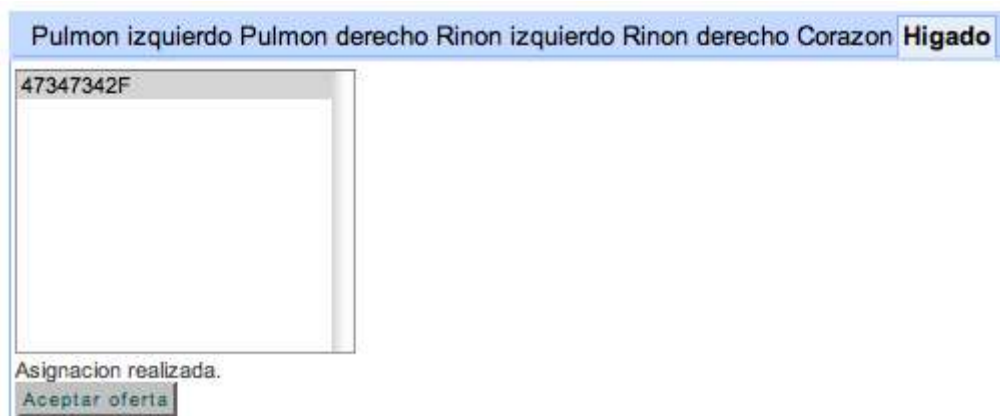 Pulmon izquierdo Pulmon derecho Rinon izquierdo Rinon derecho Corazon Higado
47347342F
Asignacion realizada.
Aceptar oferta